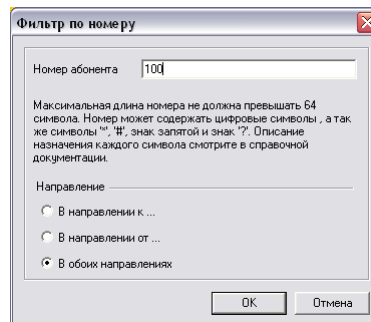 Фильтр по номеру
Номер абонента 100
Максимальная длина номера не должна превышать 64
символа. Номер может содержать цифровые символы , а так
же символы '*', '#', знак запятой и знак '?'. Описание
назначения каждого символа смотрите в справочной
документации.
Направление
В направлении к ...
В направлении от ...
В обоих направлениях
OK Отмена